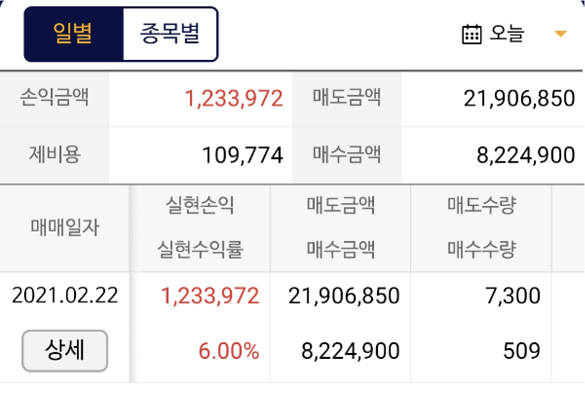 일별 종목별 오늘
손익금액 1,233,972 매도금액 21,906,850
제비용 109,774 매수금액 8,224,900
매매일자 실현손익 매도금액 매도수량
실현수익률 매수금액 매수수량
2021.02.22 1,233,972 21,906,850 7,300
상세 6.00% 8,224,900 509